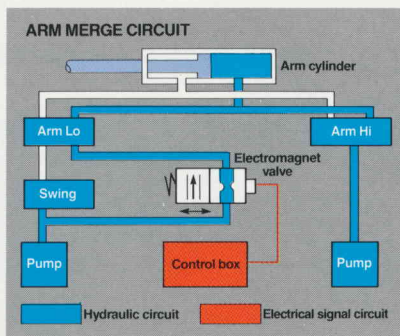 ARM MERGE CIRCUIT
Arm cylinder
Arm Lo
Arm Hi
Electromagnet
valve
Swing
Pump
Control box
Pump
Hydraulic circuit
Electrical signal circuit